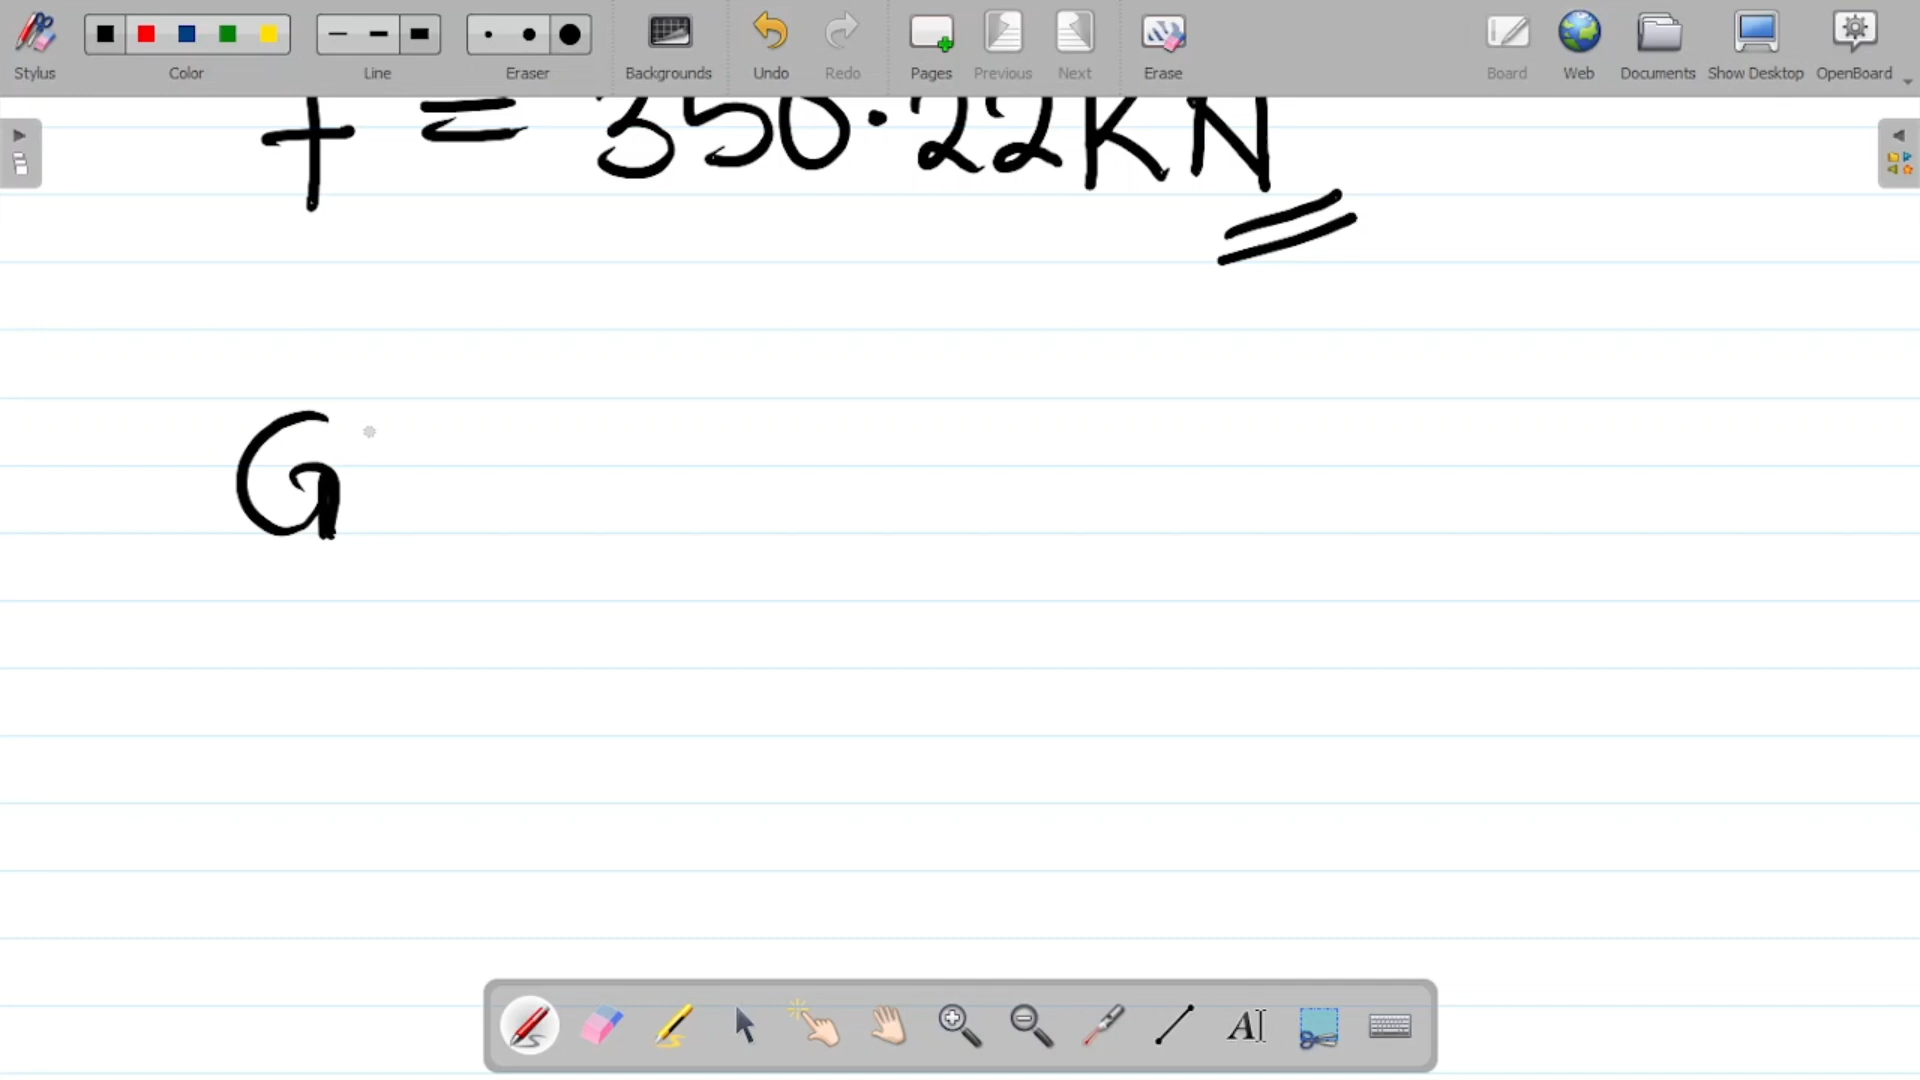 Stylus Color Line Eraser Backgrounds Undo Redo Pages Previous Next Erase Board Web Documents Show Desktop OpenBoard
f = 350.22KN
G